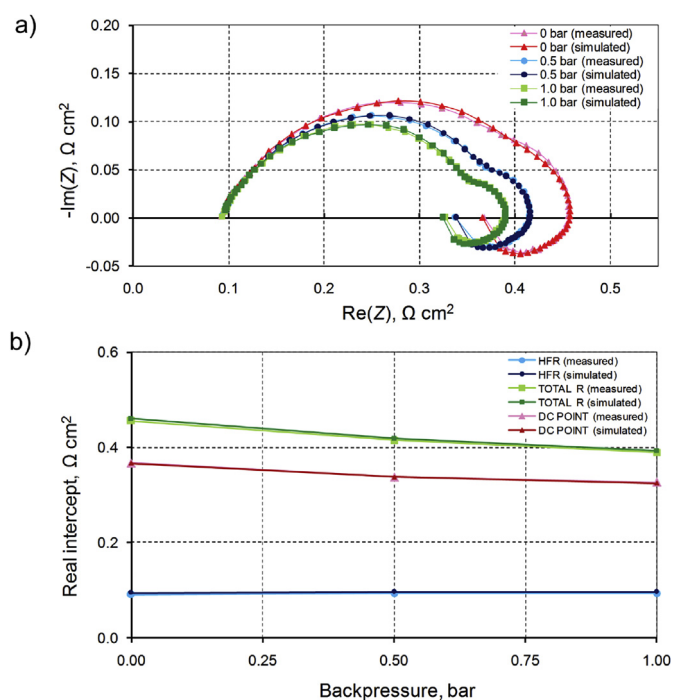 a)
0.20
0.15
0.10
0.05
0.00
-0.05
-Im(Z), Ω cm2
0 bar (measured)
0 bar (simulated)
0.5 bar (measured)
0.5 bar (simulated)
1.0 bar (measured)
1.0 bar (simulated)
0.0 0.1 0.2 0.3 0.4 0.5
Re(Z), Ω cm2
b)
0.6
0.4
0.2
0.0
Real intercept, Ω cm2
HFR (measured)
HFR (simulated)
TOTAL R (measured)
TOTAL R (simulated)
DC POINT (measured)
DC POINT (simulated)
0.00 0.25 0.50 0.75 1.00
Backpressure, bar